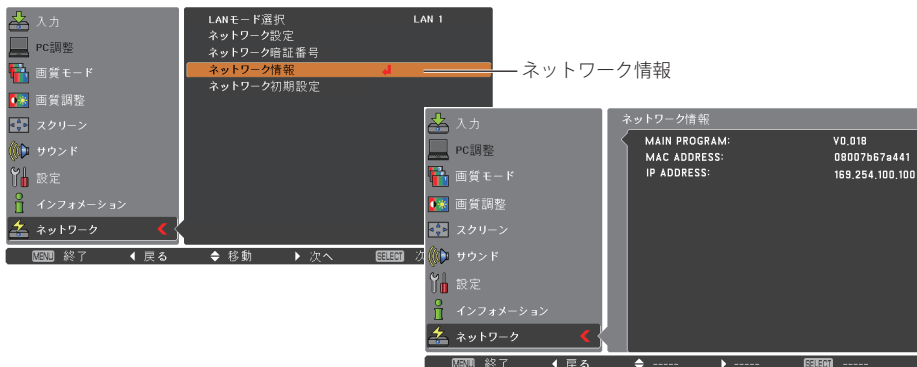 入力
PC調整
画質モード
画質調整
スクリーン
サウンド
設定
インフォメーション
ネットワーク
LANモード選択 LAN 1
ネットワーク設定
ネットワーク暗証番号
ネットワーク情報
ネットワーク初期設定
MENU 終了 戻る 移動 次へ SELECT 次
ネットワーク情報
入力
PC調整
画質モード
画質調整
スクリーン
サウンド
設定
インフォメーション
ネットワーク
ネットワーク情報
MAIN PROGRAM: V0.018
MAC ADDRESS: 08007b67a441
IP ADDRESS: 169.254.100.100
MENU 終了 戻る ----- ----- SELECT -----